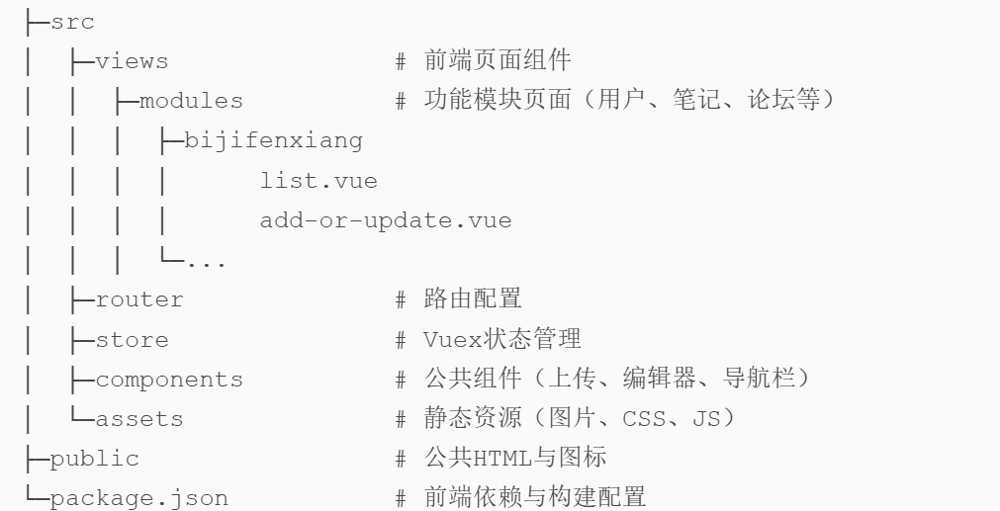 ├─src
│  ├─views               # 前端页面组件
│  │  ├─modules          # 功能模块页面（用户、笔记、论坛等）
│  │  │  ├─bijifenxiang
│  │  │  │      list.vue
│  │  │  │      add-or-update.vue
│  │  │  └─...
│  ├─router              # 路由配置
│  ├─store               # Vuex状态管理
│  ├─components          # 公共组件（上传、编辑器、导航栏）
│  └─assets              # 静态资源（图片、CSS、JS）
├─public                 # 公共HTML与图标
└─package.json           # 前端依赖与构建配置